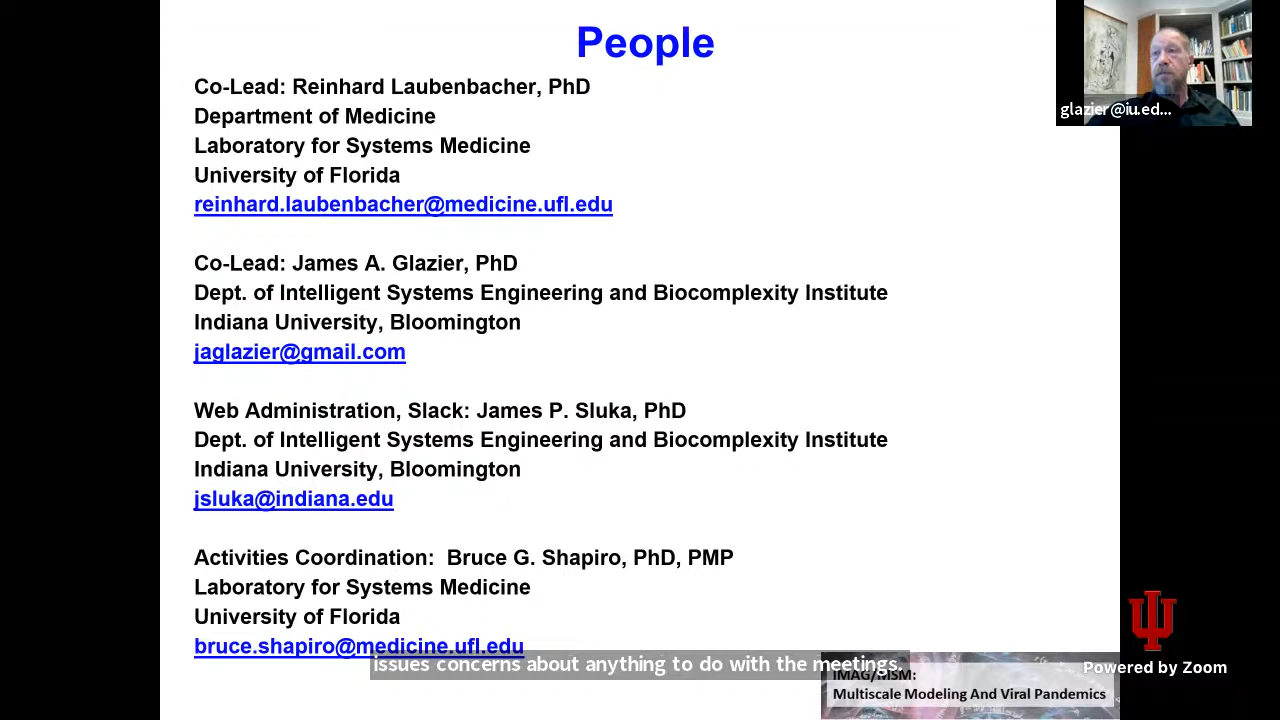 People
Co-Lead: Reinhard Laubenbacher, PhD
Department of Medicine
Laboratory for Systems Medicine
University of Florida
reinhard.laubenbacher@medicine.ufl.edu
Co-Lead: James A. Glazier, PhD
Dept. of Intelligent Systems Engineering and Biocomplexity Institute
Indiana University, Bloomington
jaglazier@gmail.com
Web Administration, Slack: James P. Sluka, PhD
Dept. of Intelligent Systems Engineering and Biocomplexity Institute
Indiana University, Bloomington
jsluka@indiana.edu
Activities Coordination:  Bruce G. Shapiro, PhD, PMP
Laboratory for Systems Medicine
University of Florida
bruce.shapiro@medicine.ufl.edu
issues concerns about anything to do with the meetings.
IMAG/MSM:
Multiscale Modeling And Viral Pandemics
glazier@iu.ed...
Powered by Zoom